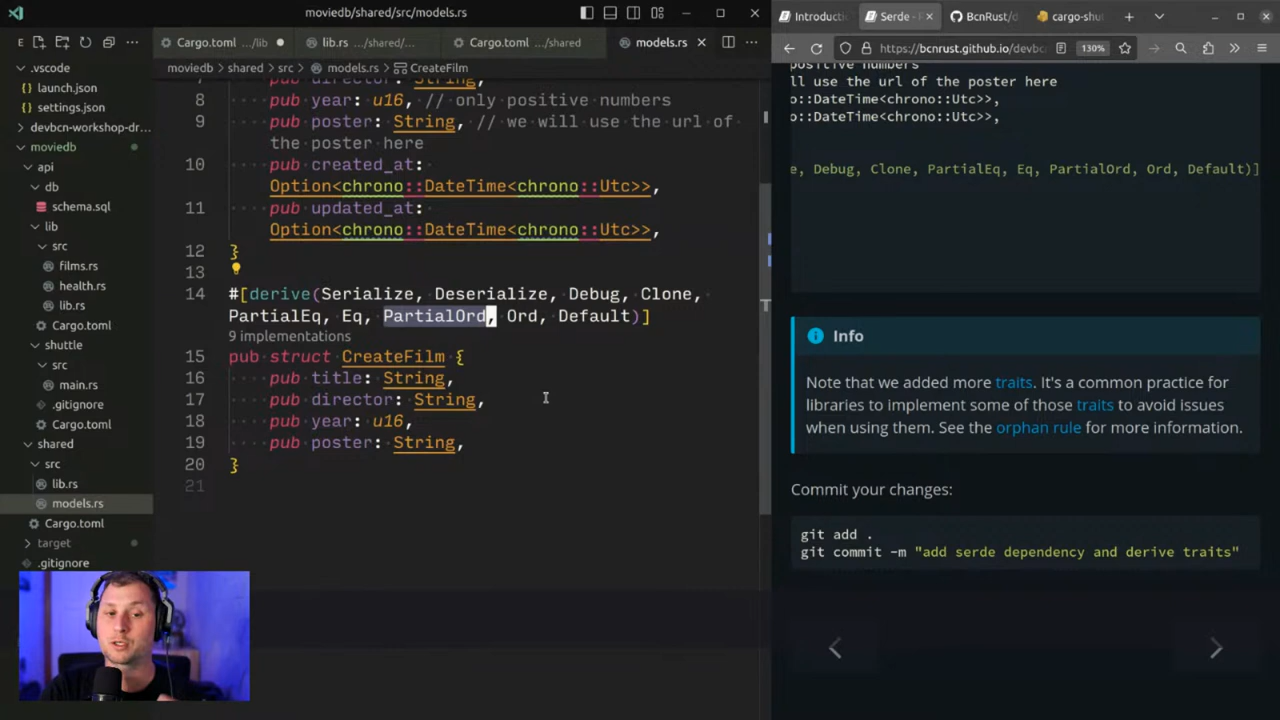 moviedb/shared/src/models.rs
E
.vscode
launch.json
settings.json
devbcn-workshop-dr...
moviedb
api
db
schema.sql
lib
src
films.rs
health.rs
lib.rs
Cargo.toml
shuttle
src
main.rs
.gitignore
Cargo.toml
shared
src
lib.rs
models.rs
Cargo.toml
target
.gitignore
Cargo.toml .../lib
lib.rs .../shared/...
Cargo.toml .../shared
models.rs
moviedb > shared > src > models.rs > CreateFilm
7 pub director: String,
8 pub year: u16, // only positive numbers
9 pub poster: String, // we will use the url of
the poster here
10 pub created_at:
Option<chrono::DateTime<chrono::Utc>>,
11 pub updated_at:
Option<chrono::DateTime<chrono::Utc>>,
12 }
13
14 #[derive(Serialize, Deserialize, Debug, Clone,
PartialEq, Eq, PartialOrd, Ord, Default)]
9 implementations
15 pub struct CreateFilm {
16 pub title: String,
17 pub director: String,
18 pub year: u16,
19 pub poster: String,
20 }
21
Introduction
Serde -
BcnRust/d
cargo-shu
https://bcnrust.github.io/devbc
130%
positive numbers
ll use the url of the poster here
o::DateTime<chrono::Utc>>,
o::DateTime<chrono::Utc>>,
e, Debug, Clone, PartialEq, Eq, PartialOrd, Ord, Default)]
Info
Note that we added more traits. It's a common practice for
libraries to implement some of those traits to avoid issues
when using them. See the orphan rule for more information.
Commit your changes:
git add .
git commit -m "add serde dependency and derive traits"